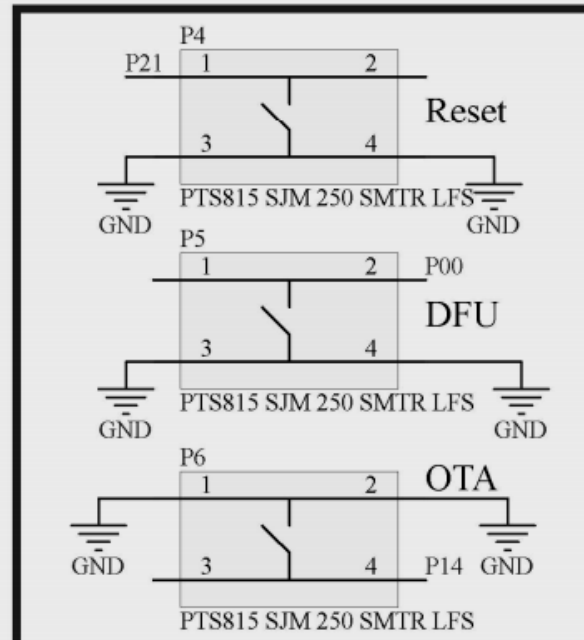 P4
P21 1 2
Reset
3 4
GND PTS815 SJM 250 SMTR LFS GND
P5
1 2 P00
DFU
3 4
GND PTS815 SJM 250 SMTR LFS GND
P6
1 2 OTA
GND 3 4 P14 GND
PTS815 SJM 250 SMTR LFS